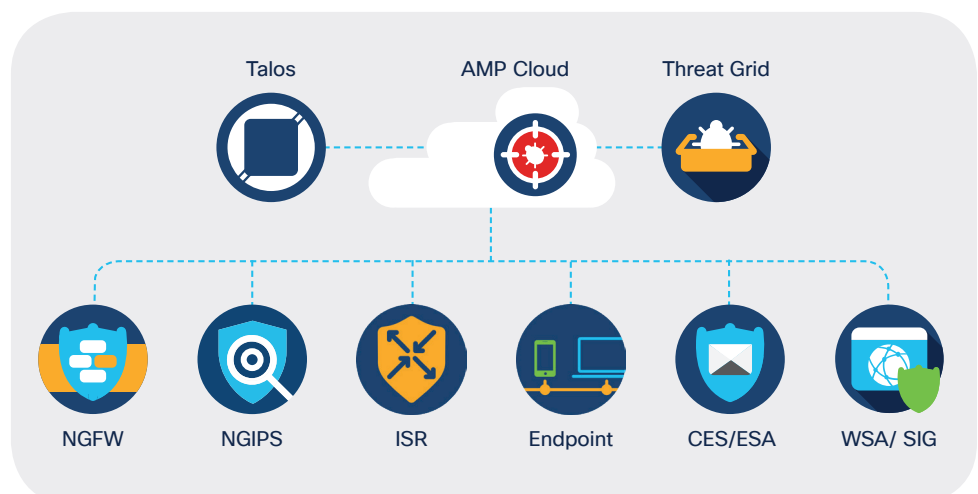 Talos
AMP Cloud
Threat Grid
NGFW
NGIPS
ISR
Endpoint
CES/ESA
WSA/ SIG